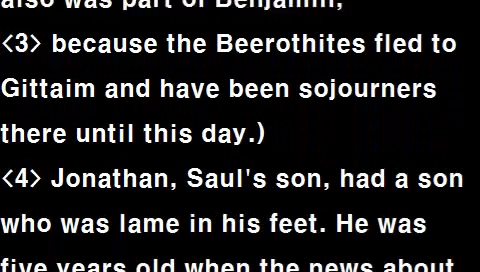 also was part of Benjamin;
<3> because the Beerothites fled to
Gittaim and have been sojourners
there until this day.)
<4> Jonathan, Saul's son, had a son
who was lame in his feet. He was
five years old when the news about